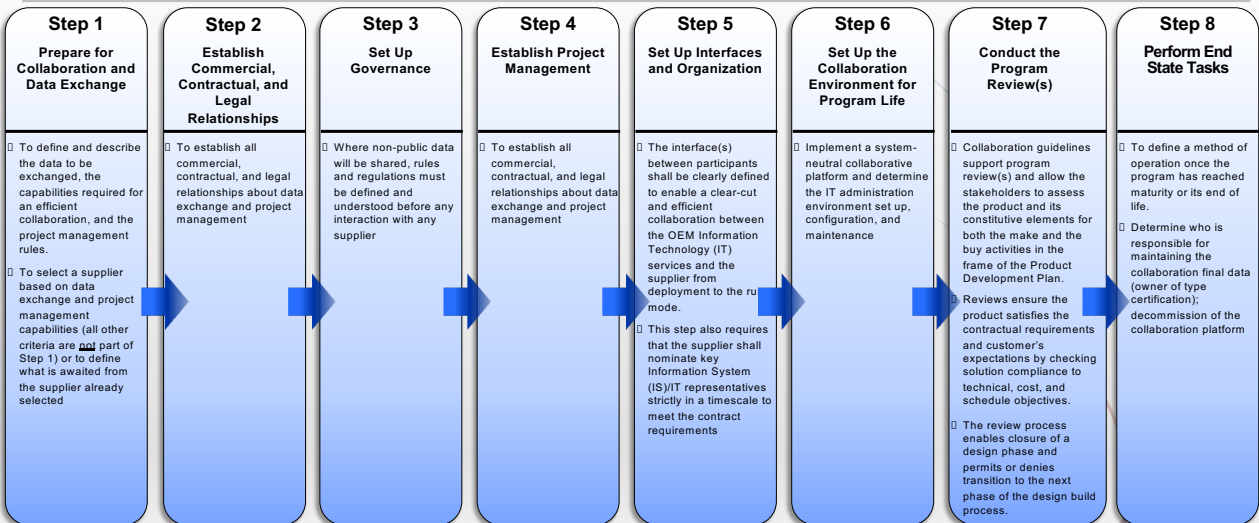 Step 1
Prepare for
Collaboration and
Data Exchange
▯ To define and describe
the data to be
exchanged, the
capabilities required for
an efficient
collaboration, and the
project management
rules.
▯ To select a supplier
based on data
exchange and project
management
capabilities (all other
criteria are not part of
Step 1) or to define
what is awaited from
the supplier already
selected
Step 2
Establish
Commercial,
Contractual, and
Legal
Relationships
▯ To establish all
commercial,
contractual, and legal
relationships about data
exchange and project
management
Step 3
Set Up
Governance
▯ Where non-public data
will be shared, rules
and regulations must
be defined and
understood before any
interaction with any
supplier
Step 4
Establish Project
Management
▯ To establish all
commercial,
contractual, and legal
relationships about data
exchange and project
management
Step 5
Set Up Interfaces
and Organization
▯ The interface(s)
between participants
shall be clearly defined
to enable a clear-cut
and efficient
collaboration between
the OEM Information
Technology (IT)
services and the
supplier from
deployment to the ru
mode.
▯ This step also requires
that the supplier shall
nominate key
Information System
(IS)/IT representatives
strictly in a timescale to
meet the contract
requirements
Step 6
Set Up the
Collaboration
Environment for
Program Life
▯ Implement a system-
neutral collaborative
platform and determine
the IT administration
environment set up,
configuration, and
maintenance
Step 7
Conduct the
Program
Review(s)
▯ Collaboration guidelines
support program
review(s) and allow the
stakeholders to assess
the product and its
constitutive elements for
both the make and the
buy activities in the
frame of the Product
Development Plan.
▯ Reviews ensure the
product satisfies the
contractual requirements
and customer's
expectations by checking
solution compliance to
technical, cost, and
schedule objectives.
▯ The review process
enables closure of a
design phase and
permits or denies
transition to the next
phase of the design build
process.
Step 8
Perform End
State Tasks
▯ To define a method of
operation once the
program has reached
maturity or its end of
life.
▯ Determine who is
responsible for
maintaining the
collaboration final data
(owner of type
certification);
decommission of the
collaboration platform